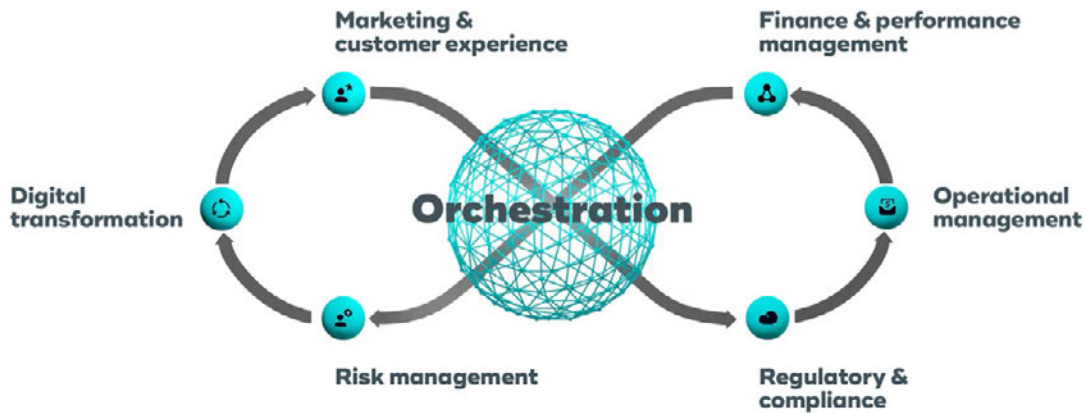 Marketing &
customer experience
Finance & performance
management
Digital
transformation
Orchestration
Operational
management
Risk management
Regulatory &
compliance